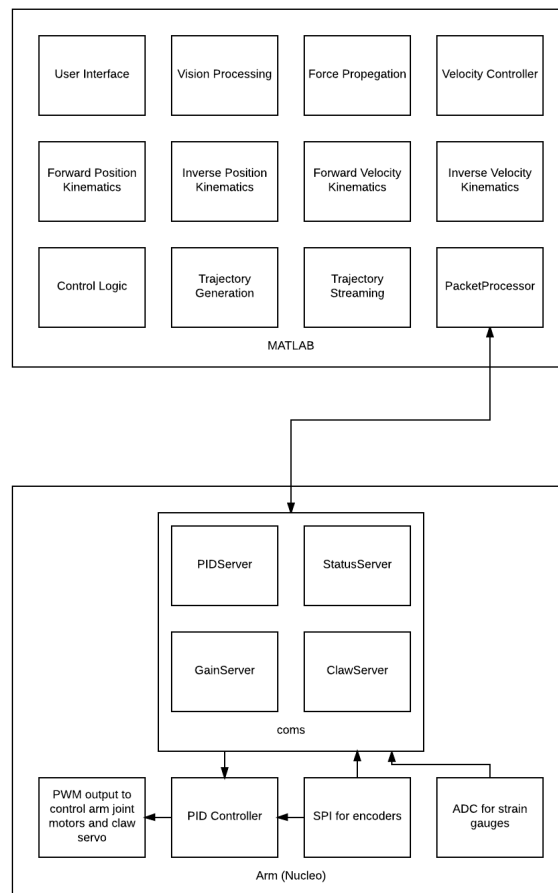 User Interface
Vision Processing
Force Propegation
Velocity Controller
Forward Position
Kinematics
Inverse Position
Kinematics
Forward Velocity
Kinematics
Inverse Velocity
Kinematics
Control Logic
Trajectory
Generation
Trajectory
Streaming
PacketProcessor
MATLAB
PIDServer
StatusServer
GainServer
ClawServer
coms
PWM output to
control arm joint
motors and claw
servo
PID Controller
SPI for encoders
ADC for strain
gauges
Arm (Nucleo)